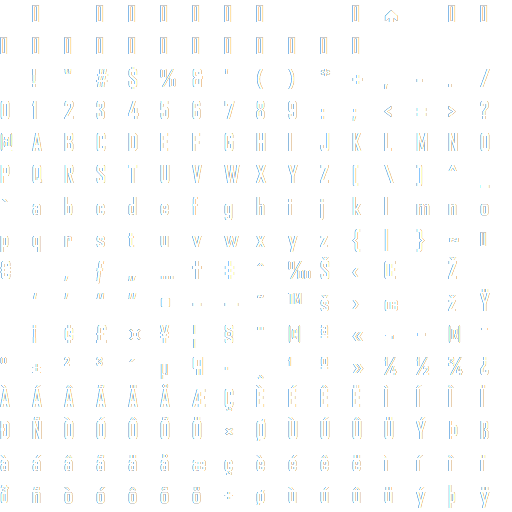 ! " # $ % & ' ( ) * + , - . /
0 1 2 3 4 5 6 7 8 9 : ; < = > ?
@ A B C D E F G H I J K L M N O
P Q R S T U V W X Y Z [ \ ] ^ _
` a b c d e f g h i j k l m n o
p q r s t u v w x y z { | } ~
€ ‚ ƒ „ … † ‡ ˆ ‰ Š ‹ Œ Ž
‘ ’ “ ” • – — ˜ ™ š › œ ž Ÿ
¡ ¢ £ ¤ ¥ ¦ § ¨ © ª « ¬ - ® ¯
° ± ² ³ ´ µ ¶ · ¸ ¹ º » ¼ ½ ¾ ¿
À Á Â Ã Ä Å Æ Ç È É Ê Ë Ì Í Î Ï
Ð Ñ Ò Ó Ô Õ Ö × Ø Ù Ú Û Ü Ý Þ ß
à á â ã ä å æ ç è é ê ë ì í î ï
ð ñ ò ó ô õ ö ÷ ø ù ú û ü ý þ ÿ